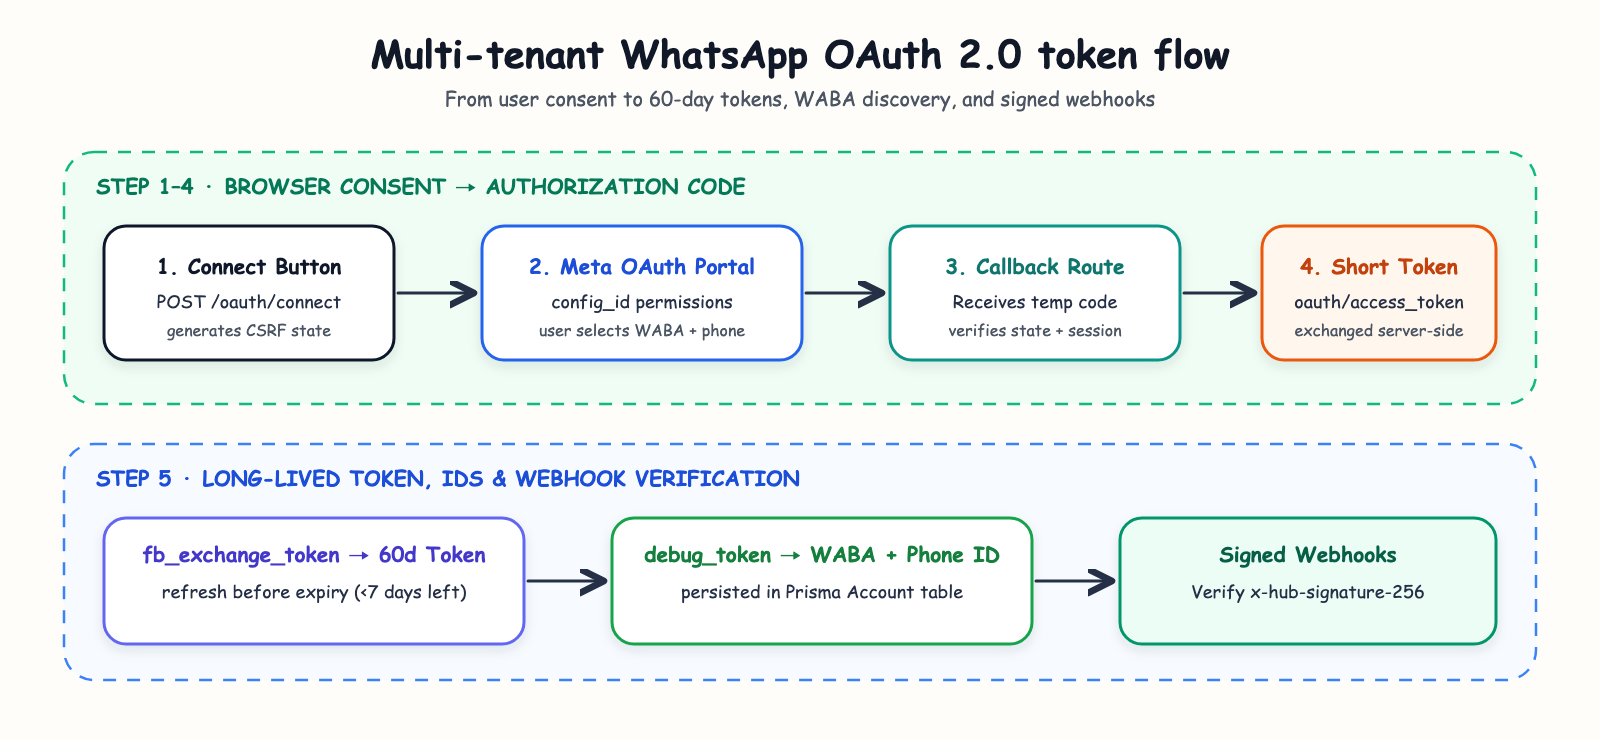 Multi-tenant WhatsApp OAuth 2.0 token flow
From user consent to 60-day tokens, WABA discovery, and signed webhooks
STEP 1–4 · BROWSER CONSENT → AUTHORIZATION CODE
1. Connect Button
POST /oauth/connect
generates CSRF state
2. Meta OAuth Portal
config_id permissions
user selects WABA + phone
3. Callback Route
Receives temp code
verifies state + session
4. Short Token
oauth/access_token
exchanged server-side
STEP 5 · LONG-LIVED TOKEN, IDS & WEBHOOK VERIFICATION
fb_exchange_token → 60d Token
refresh before expiry (<7 days left)
debug_token → WABA + Phone ID
persisted in Prisma Account table
Signed Webhooks
Verify x-hub-signature-256